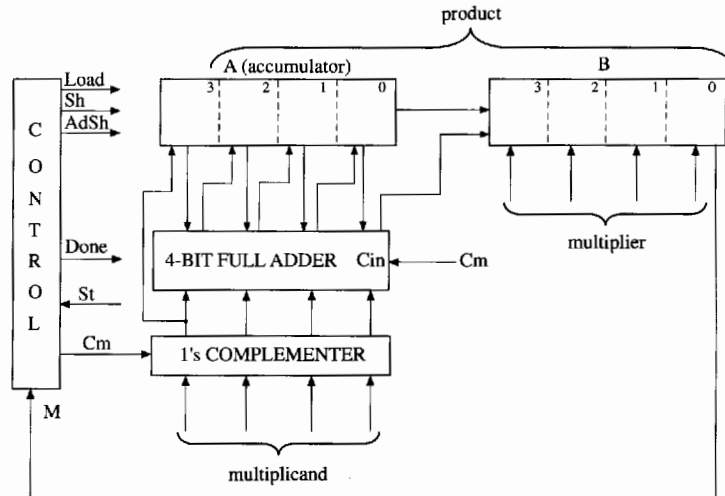 product
A (accumulator)
B
3 2 1 0
3 2 1 0
Load
Sh
AdSh
CONTROL
Done
St
Cm
M
4-BIT FULL ADDER Cin
Cm
1's COMPLEMENTER
multiplier
multiplicand